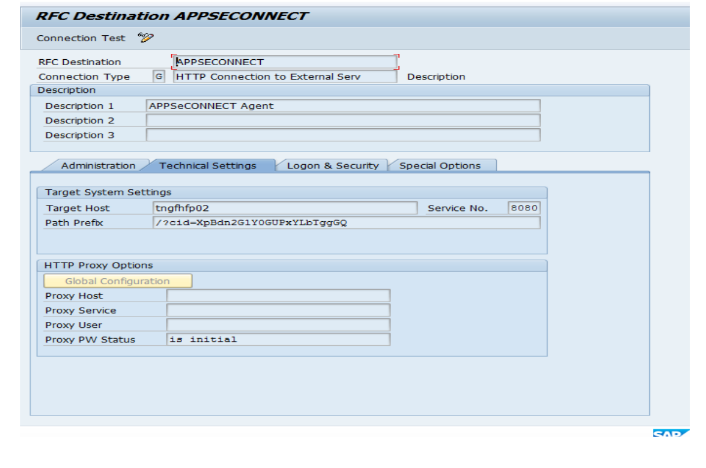 RFC Destination APPSECONNECT
Connection Test
RFC Destination APPSECONNECT
Connection Type G HTTP Connection to External Serv Description
Description
Description 1 APPSeCONNECT Agent
Description 2
Description 3
Administration Technical Settings Logon & Security Special Options
Target System Settings
Target Host tngfhfp02 Service No. 8080
Path Prefix /?cid=XpBdn2G1Y0GUPxYLbTggGQ
HTTP Proxy Options
Global Configuration
Proxy Host
Proxy Service
Proxy User
Proxy PW Status is initial
SAP